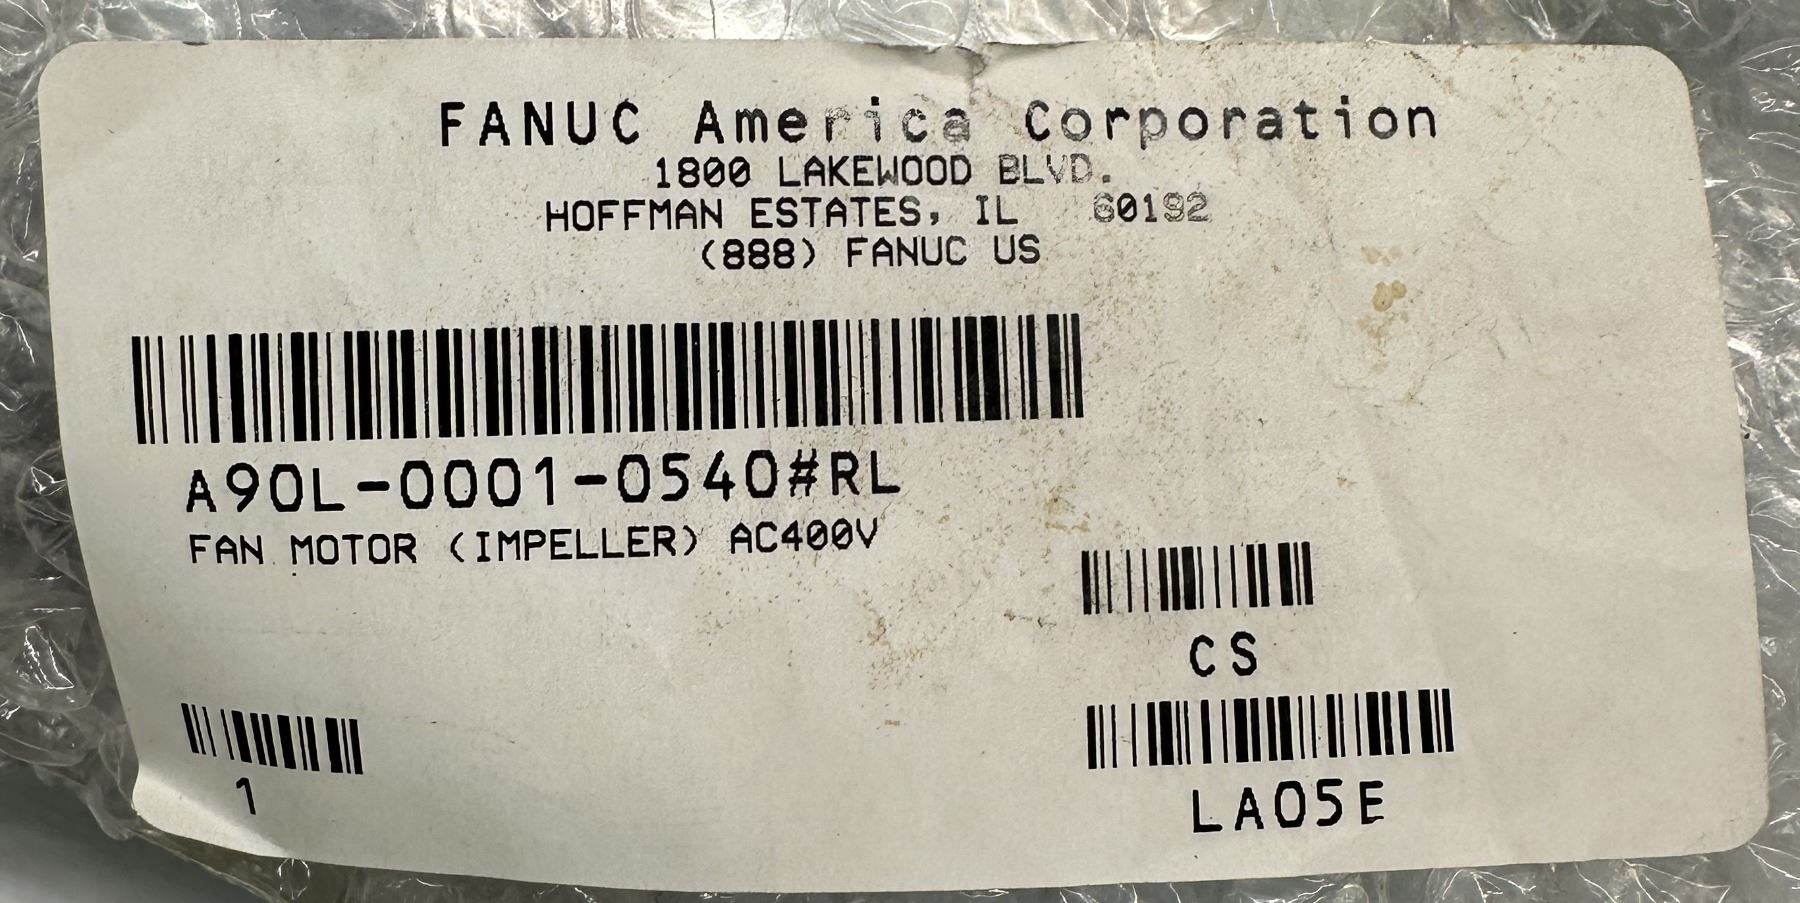 FANUC America Corporation
1800 LAKEWOOD BLVD.
HOFFMAN ESTATES, IL 60192
(888) FANUC US
A90L-0001-0540#RL
FAN MOTOR (IMPELLER) AC400V
CS
1
LA05E